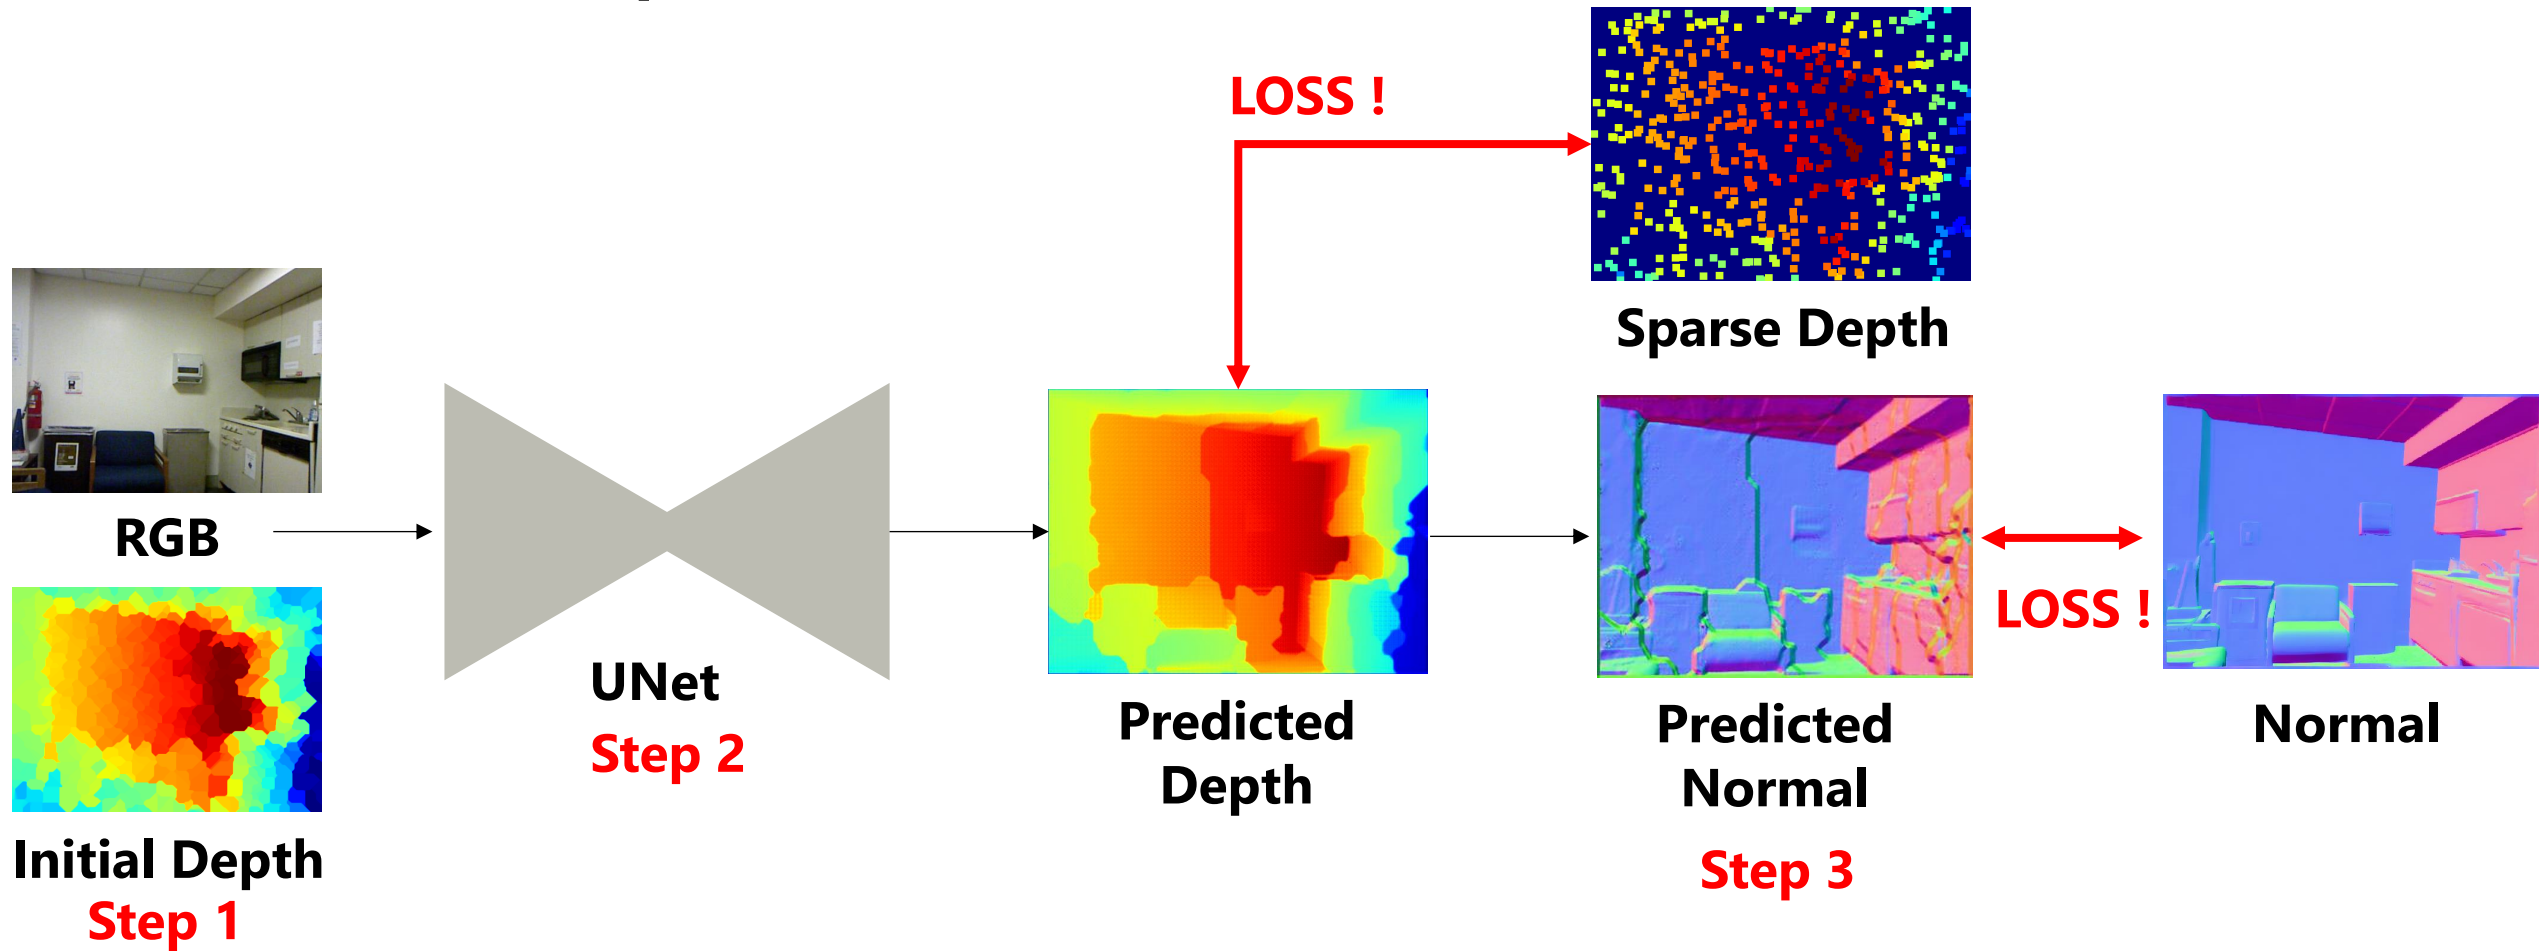 LOSS !
Sparse Depth
RGB
UNet
Step 2
Predicted
Depth
Predicted
Normal
Step 3
LOSS !
Normal
Initial Depth
Step 1